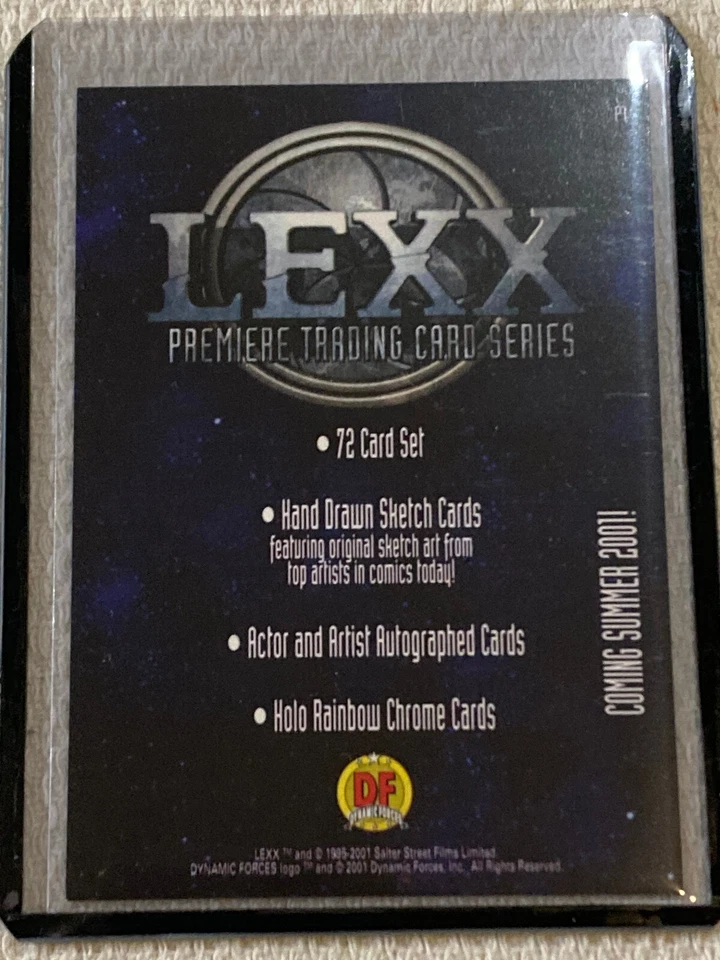 P1
LEXX
PREMIERE TRADING CARD SERIES
• 72 Card Set
• Hand Drawn Sketch Cards
featuring original sketch art from
top artists in comics today!
• Actor and Artist Autographed Cards
• Holo Rainbow Chrome Cards
COMING SUMMER 2001!
DF
DYNAMIC FORCES
LEXX ™ and © 1995-2001 Salter Street Films Limited.
DYNAMIC FORCES logo ™ and © 2001 Dynamic Forces, Inc. All Rights Reserved.